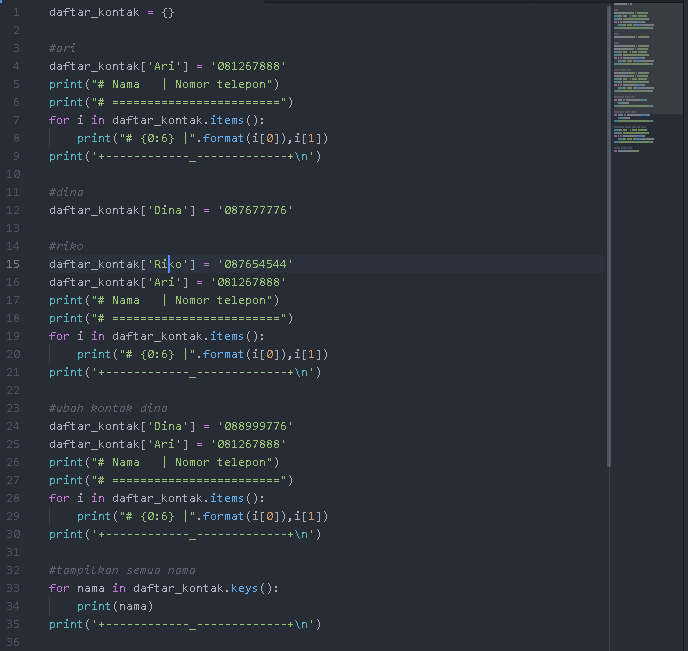 1 daftar_kontak = {}
2
3 #ari
4 daftar_kontak['Ari'] = '081267888'
5 print("# Nama   | Nomor telepon")
6 print("# ========================")
7 for i in daftar_kontak.items():
8     print("# {0:6} |".format(i[0]),i[1])
9 print('+------------_-------------+\n')
10
11 #dina
12 daftar_kontak['Dina'] = '087677776'
13
14 #riko
15 daftar_kontak['Riko'] = '087654544'
16 daftar_kontak['Ari'] = '081267888'
17 print("# Nama   | Nomor telepon")
18 print("# ========================")
19 for i in daftar_kontak.items():
20     print("# {0:6} |".format(i[0]),i[1])
21 print('+------------_-------------+\n')
22
23 #ubah kontak dina
24 daftar_kontak['Dina'] = '088999776'
25 daftar_kontak['Ari'] = '081267888'
26 print("# Nama   | Nomor telepon")
27 print("# ========================")
28 for i in daftar_kontak.items():
29     print("# {0:6} |".format(i[0]),i[1])
30 print('+------------_-------------+\n')
31
32 #tampilkan semua nama
33 for nama in daftar_kontak.keys():
34     print(nama)
35 print('+------------_-------------+\n')
36